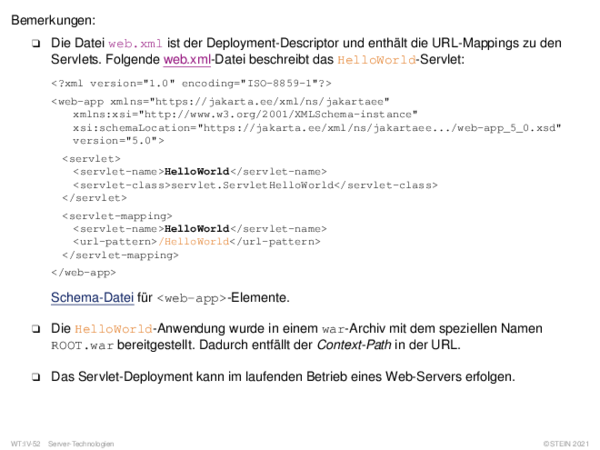 Bemerkungen:
❑ Die Datei web.xml ist der Deployment-Descriptor und enthält die URL-Mappings zu den
Servlets. Folgende web.xml-Datei beschreibt das HelloWorld-Servlet:
<?xml version="1.0" encoding="ISO-8859-1"?>
<web-app xmlns="https://jakarta.ee/xml/ns/jakartaee"
xmlns:xsi="http://www.w3.org/2001/XMLSchema-instance"
xsi:schemaLocation="https://jakarta.ee/xml/ns/jakartaee.../web-app_5_0.xsd"
version="5.0">
<servlet>
<servlet-name>HelloWorld</servlet-name>
<servlet-class>servlet.ServletHelloWorld</servlet-class>
</servlet>
<servlet-mapping>
<servlet-name>HelloWorld</servlet-name>
<url-pattern>/HelloWorld</url-pattern>
</servlet-mapping>
</web-app>
Schema-Datei für <web-app>-Elemente.
❑ Die HelloWorld-Anwendung wurde in einem war-Archiv mit dem speziellen Namen
ROOT.war bereitgestellt. Dadurch entfällt der Context-Path in der URL.
❑ Das Servlet-Deployment kann im laufenden Betrieb eines Web-Servers erfolgen.
WT:IV-52 Server-Technologien ©STEIN 2021